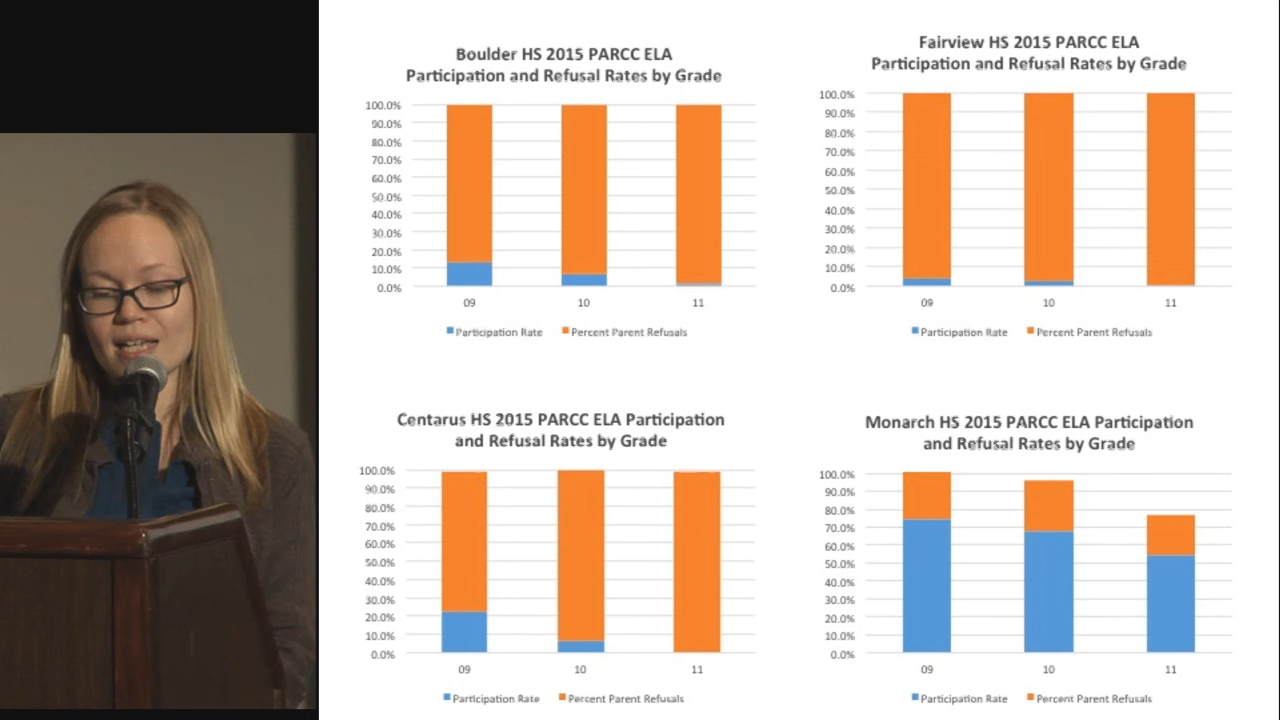 Boulder HS 2015 PARCC ELA
Participation and Refusal Rates by Grade
100.0%
90.0%
80.0%
70.0%
60.0%
50.0%
40.0%
30.0%
20.0%
10.0%
0.0%
09 10 11
Participation Rate Percent Parent Refusals
Fairview HS 2015 PARCC ELA
Participation and Refusal Rates by Grade
100.0%
90.0%
80.0%
70.0%
60.0%
50.0%
40.0%
30.0%
20.0%
10.0%
0.0%
09 10 11
Participation Rate Percent Parent Refusals
Centarus HS 2015 PARCC ELA Participation
and Refusal Rates by Grade
100.0%
90.0%
80.0%
70.0%
60.0%
50.0%
40.0%
30.0%
20.0%
10.0%
0.0%
09 10 11
Participation Rate Percent Parent Refusals
Monarch HS 2015 PARCC ELA Participation
and Refusal Rates by Grade
100.0%
90.0%
80.0%
70.0%
60.0%
50.0%
40.0%
30.0%
20.0%
10.0%
0.0%
09 10 11
Participation Rate Percent Parent Refusals